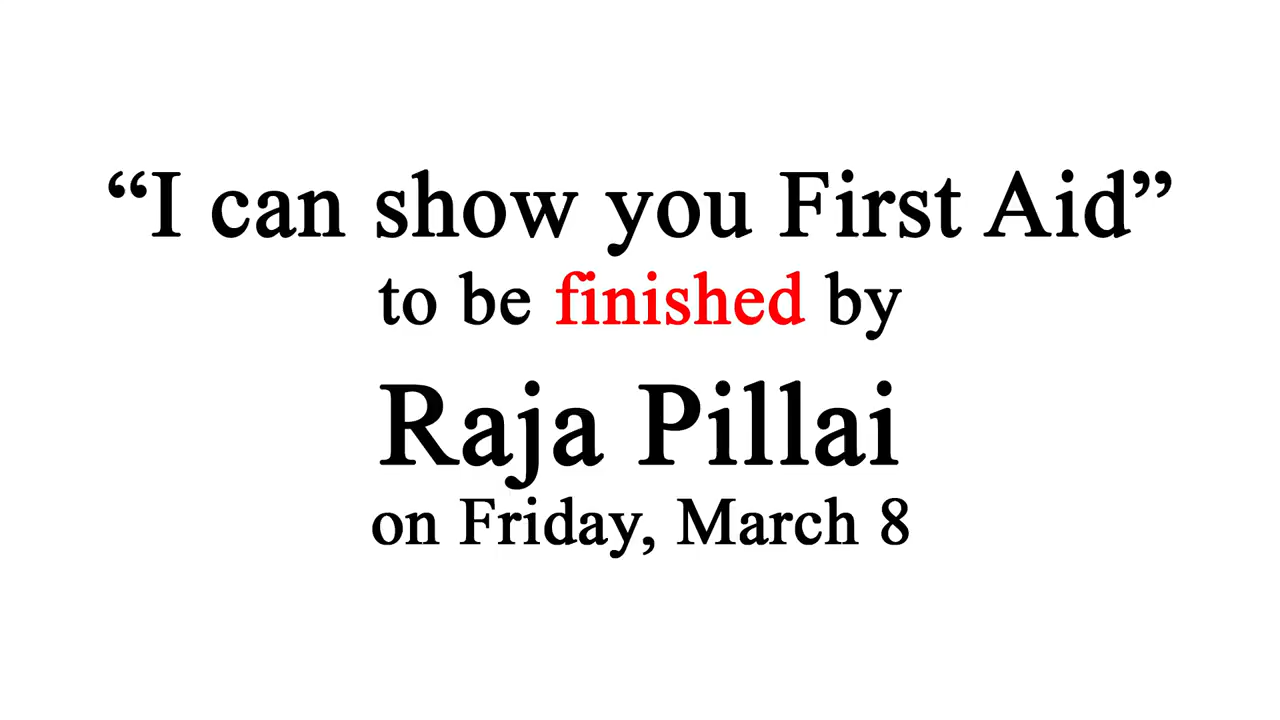 “I can show you First Aid”
to be finished by
Raja Pillai
on Friday, March 8